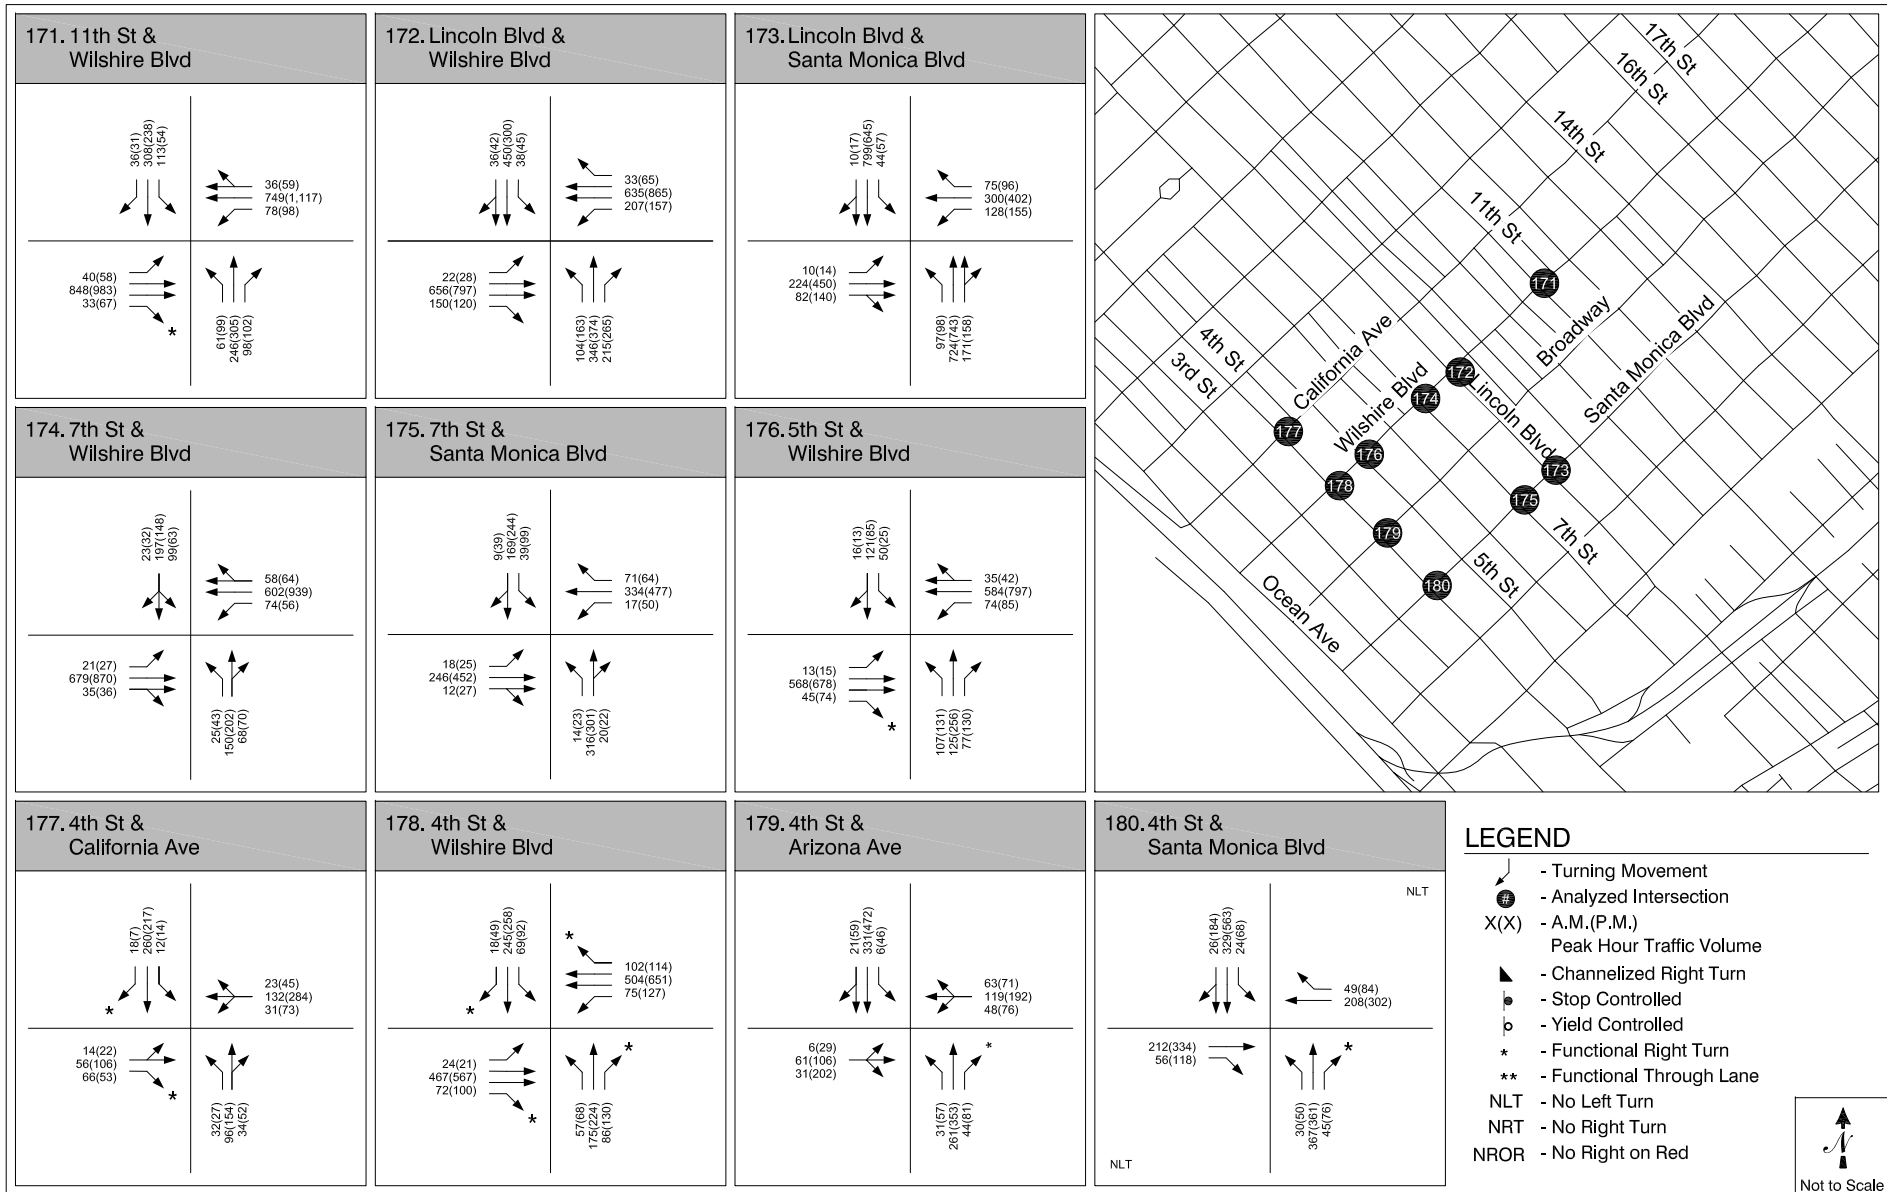 171. 11th St &
Wilshire Blvd
36(31)
308(238)
113(54)
36(59)
749(1,117)
78(98)
40(58)
848(983)
33(67)
*
61(99)
246(305)
98(102)
172. Lincoln Blvd &
Wilshire Blvd
36(42)
450(300)
38(45)
33(65)
635(865)
207(157)
22(28)
656(797)
150(120)
104(163)
346(374)
215(265)
173. Lincoln Blvd &
Santa Monica Blvd
10(17)
799(645)
44(57)
75(96)
300(402)
128(155)
10(14)
224(450)
82(140)
97(98)
724(743)
171(158)
174. 7th St &
Wilshire Blvd
23(32)
197(148)
99(63)
58(64)
602(939)
74(56)
21(27)
679(870)
35(36)
25(43)
150(202)
68(70)
175. 7th St &
Santa Monica Blvd
9(39)
169(244)
39(99)
71(64)
334(477)
17(50)
18(25)
246(452)
12(27)
14(23)
316(301)
20(22)
176. 5th St &
Wilshire Blvd
16(13)
121(85)
50(25)
35(42)
584(797)
74(85)
13(15)
568(678)
45(74)
*
107(131)
125(256)
77(130)
177. 4th St &
California Ave
18(7)
260(217)
12(14)
*
23(45)
132(284)
31(73)
14(22)
56(106)
66(53)
*
32(27)
96(154)
34(52)
178. 4th St &
Wilshire Blvd
18(49)
245(258)
69(92)
*
*
102(114)
504(651)
75(127)
24(21)
467(567)
72(100)
*
*
57(68)
175(224)
86(130)
179. 4th St &
Arizona Ave
21(59)
331(472)
6(46)
63(71)
119(192)
48(76)
6(29)
61(106)
31(202)
*
31(57)
261(353)
44(81)
180. 4th St &
Santa Monica Blvd
NLT
26(184)
329(563)
24(68)
49(84)
208(302)
212(334)
56(118)
*
30(50)
367(361)
45(76)
NLT
17th St
16th St
14th St
11th St
171
Broadway
Santa Monica Blvd
California Ave
4th St
3rd St
172
Lincoln Blvd
174
Wilshire Blvd
177
176
173
178
175
179
7th St
5th St
180
Ocean Ave
LEGEND
- Turning Movement
# - Analyzed Intersection
X(X) - A.M.(P.M.)
Peak Hour Traffic Volume
- Channelized Right Turn
- Stop Controlled
- Yield Controlled
* - Functional Right Turn
** - Functional Through Lane
NLT - No Left Turn
NRT - No Right Turn
NROR - No Right on Red
N
Not to Scale